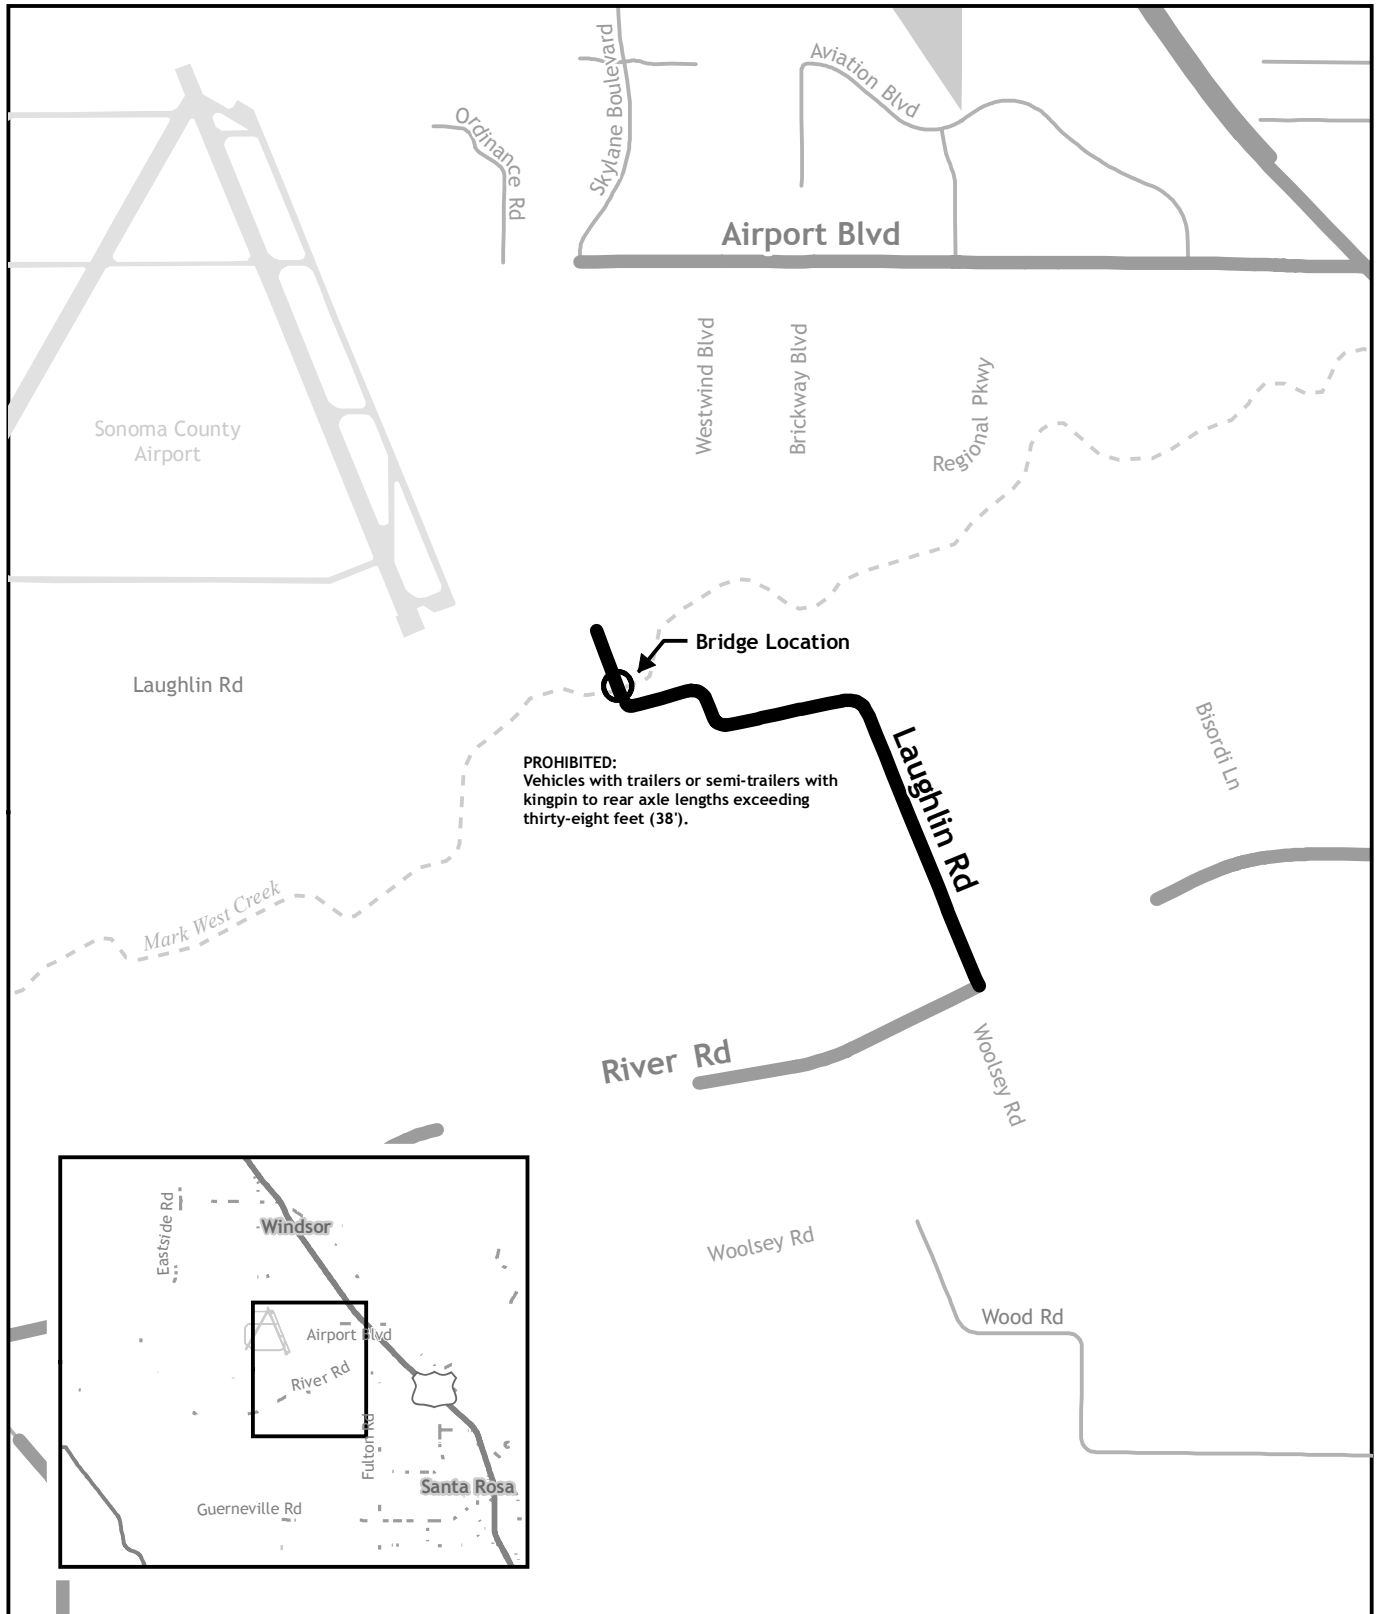 Skylane Boulevard
Aviation Blvd
Ordinance Rd
Airport Blvd
Westwind Blvd
Brickway Blvd
Regional Pkwy
Sonoma County
Airport
Bridge Location
Laughlin Rd
Bisordi Ln
PROHIBITED:
Vehicles with trailers or semi-trailers with
kingpin to rear axle lengths exceeding
thirty-eight feet (38').
Laughlin Rd
Mark West Creek
River Rd
Woolsey Rd
Woolsey Rd
Wood Rd
Eastside Rd
Windsor
Airport Blvd
River Rd
Fulton Rd
Santa Rosa
Guerneville Rd